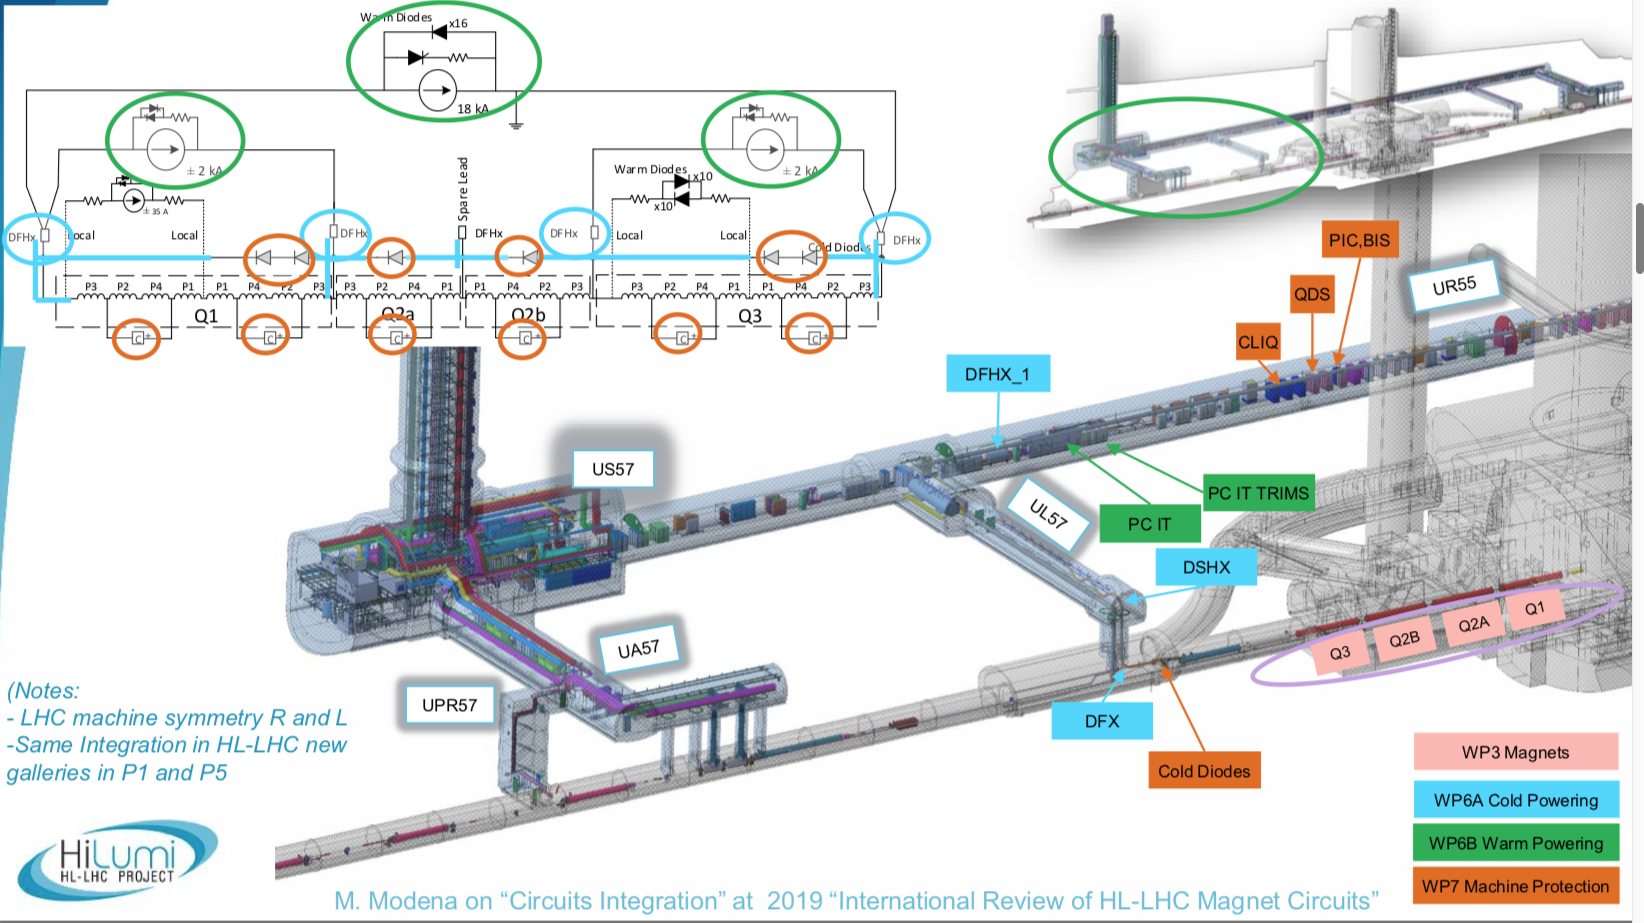 Warm Diodes
x16
18 kA
± 2 kA
± 2 kA
± 35 A
Warm Diodes
x10
x10
Spare Lead
DFHx
Local
Local
DFHx
DFHx
DFHx
Local
Local
Cold Diodes
DFHx
P3 P2 P4 P1 P1 P4 P2 P3 P3 P2 P4 P1 P1 P4 P2 P3 P3 P2 P4 P1 P1 P4 P2 P3
Q1
Q2a
Q2b
Q3
C +
C +
C +
C +
C +
C +
PIC,BIS
UR55
QDS
CLIQ
DFHX_1
US57
UL57
PC IT TRIMS
PC IT
DSHX
UA57
UPR57
DFX
Cold Diodes
Q3
Q2B
Q2A
Q1
(Notes:
- LHC machine symmetry R and L
-Same Integration in HL-LHC new
galleries in P1 and P5
WP3 Magnets
WP6A Cold Powering
WP6B Warm Powering
WP7 Machine Protection
HiLumi
HL-LHC PROJECT
M. Modena on “Circuits Integration” at 2019 “International Review of HL-LHC Magnet Circuits”